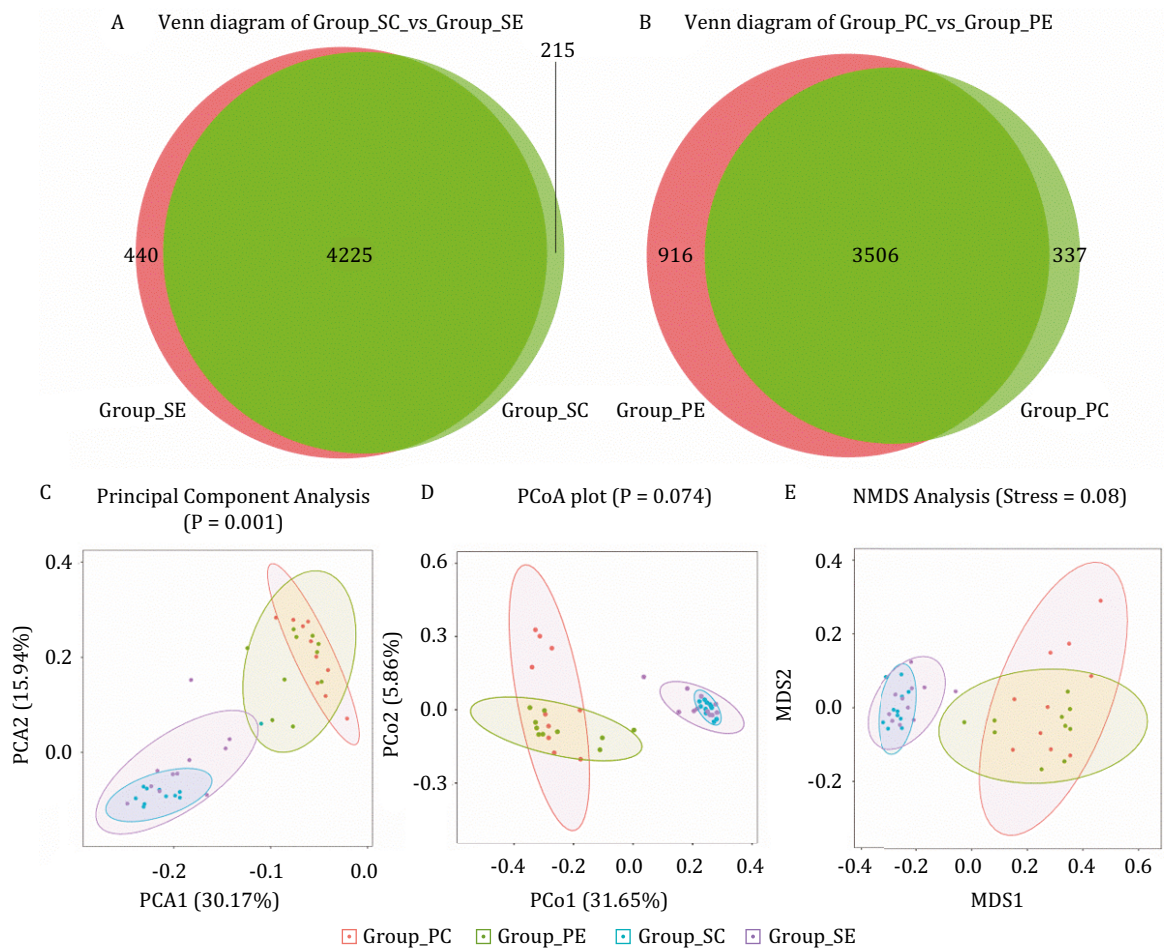 A Venn diagram of Group_SC_vs_Group_SE
215
440
4225
Group_SE
Group_SC
B Venn diagram of Group_PC_vs_Group_PE
916
3506
337
Group_PE
Group_PC
C Principal Component Analysis
(P = 0.001)
PCA2 (15.94%)
0.4
0.2
0.0
-0.2 -0.1 0.0
PCA1 (30.17%)
D PCoA plot (P = 0.074)
PCo2 (5.86%)
0.6
0.3
0.0
-0.3
-0.4 -0.2 0.0 0.2 0.4
PCo1 (31.65%)
E NMDS Analysis (Stress = 0.08)
MDS2
0.4
0.2
0.0
-0.2
-0.4 -0.2 0.0 0.2 0.4 0.6
MDS1
Group_PC Group_PE Group_SC Group_SE